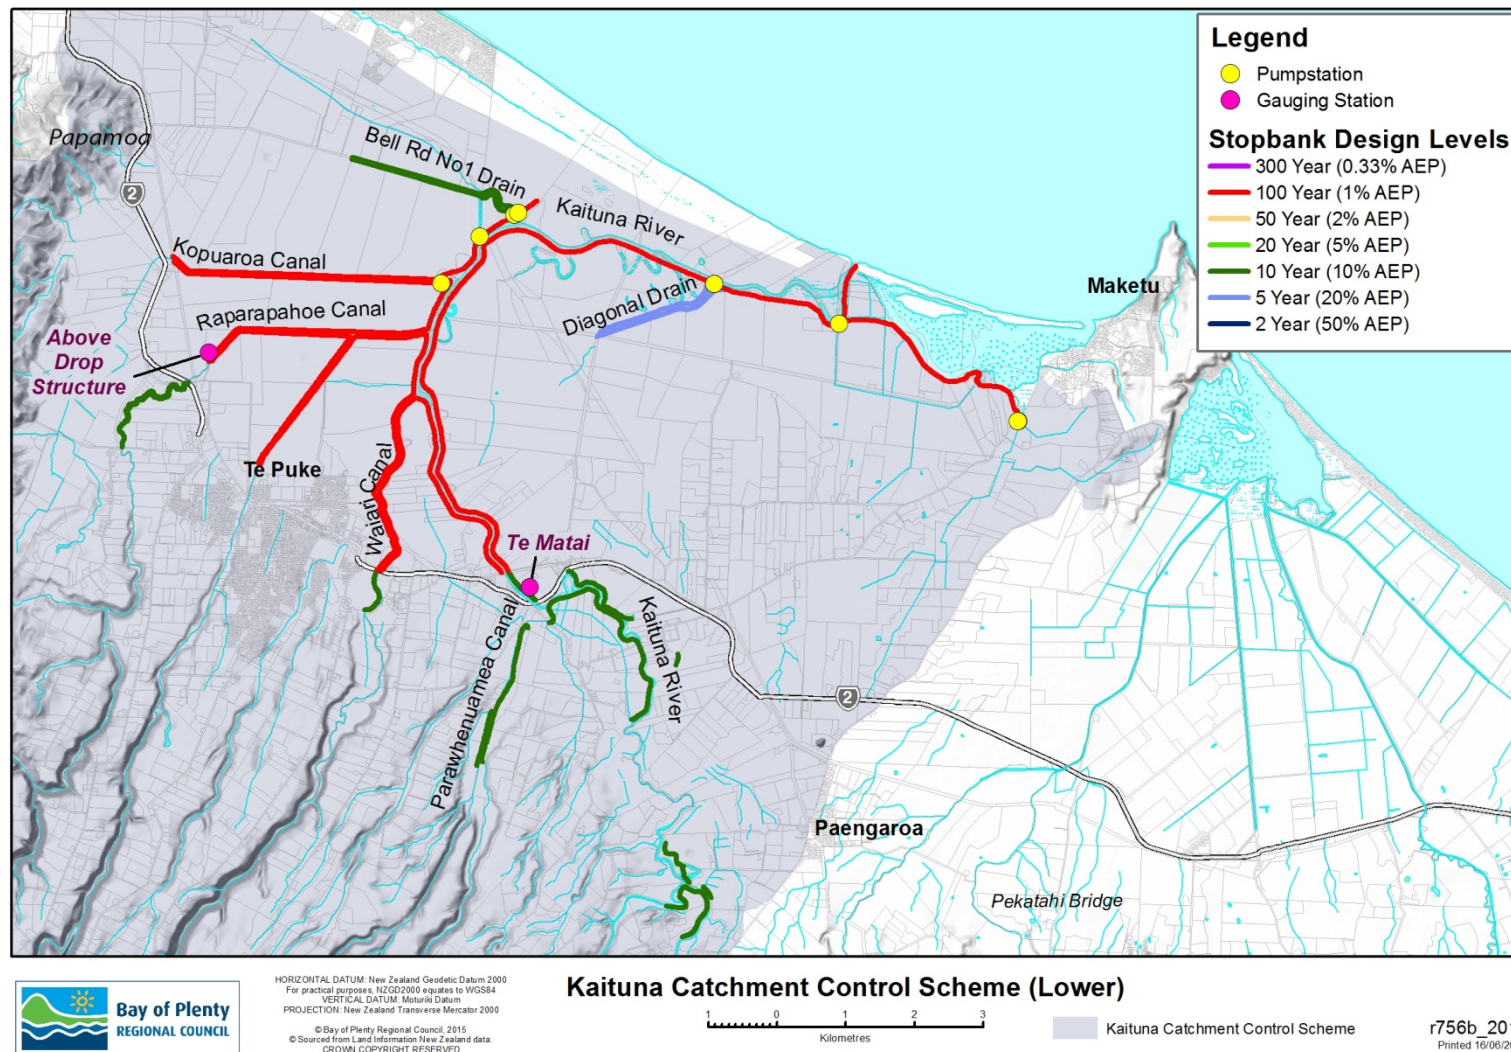 Legend
Pumpstation
Gauging Station
Stopbank Design Levels
300 Year (0.33% AEP)
100 Year (1% AEP)
50 Year (2% AEP)
20 Year (5% AEP)
10 Year (10% AEP)
5 Year (20% AEP)
2 Year (50% AEP)
Papamoa
2
Bell Rd No1 Drain
Kaituna River
Kopuaroa Canal
Raparapahoe Canal
Diagonal Drain
Maketu
Above
Drop
Structure
Te Puke
Waiari Canal
Te Matai
Parawhenuamea Canal
Kaituna River
2
Paengaroa
Pekatahi Bridge
Bay of Plenty
REGIONAL COUNCIL
HORIZONTAL DATUM: New Zealand Geodetic Datum 2000
For practical purposes, NZGD2000 equates to WGS84
VERTICAL DATUM: Moturiki Datum
PROJECTION: New Zealand Transverse Mercator 2000
© Bay of Plenty Regional Council, 2015
© Sourced from Land Information New Zealand data.
CROWN COPYRIGHT RESERVED
Kaituna Catchment Control Scheme (Lower)
1 0 1 2 3
Kilometres
Kaituna Catchment Control Scheme
r756b_201
Printed 16/06/20